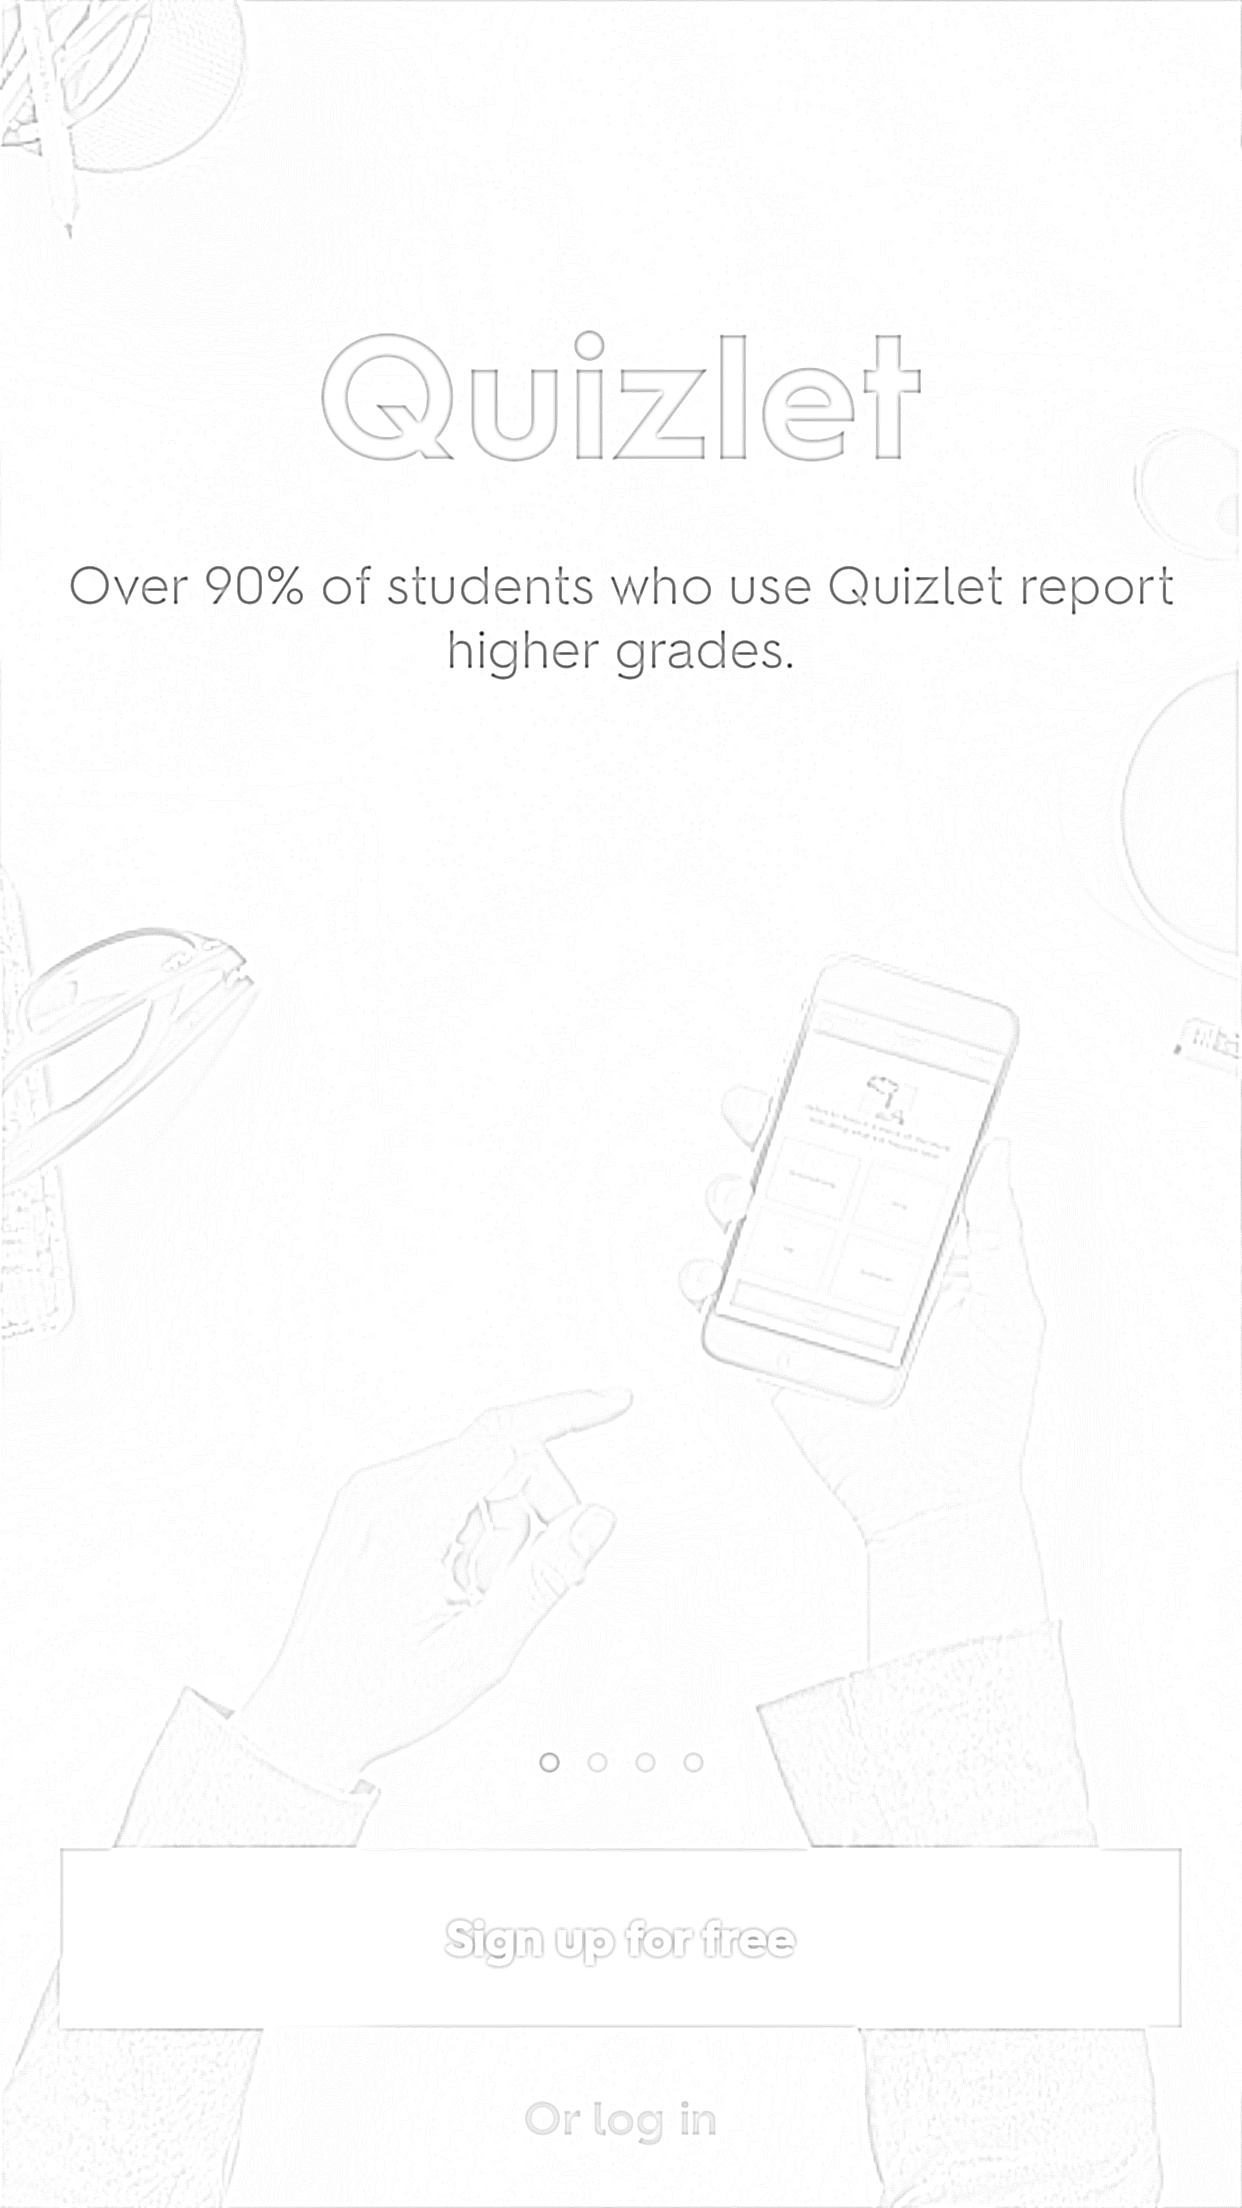 Quizlet
Over 90% of students who use Quizlet report
higher grades.
Sign up for free
Or log in